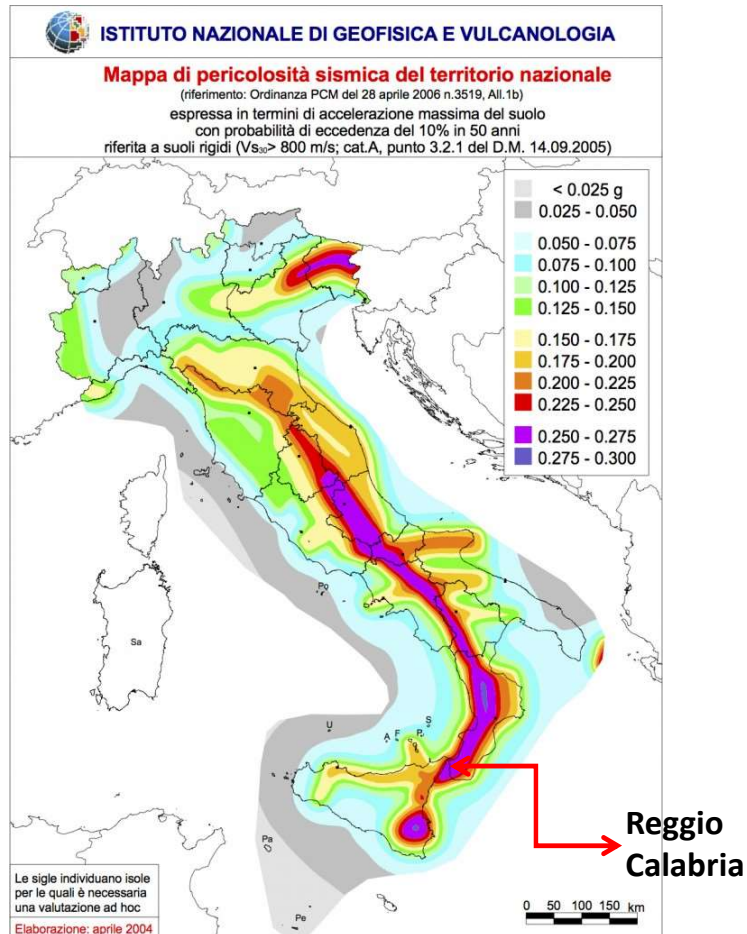 ISTITUTO NAZIONALE DI GEOFISICA E VULCANOLOGIA
Mappa di pericolosità sismica del territorio nazionale
(riferimento: Ordinanza PCM del 28 aprile 2006 n.3519, All.1b)
espressa in termini di accelerazione massima del suolo
con probabilità di eccedenza del 10% in 50 anni
riferita a suoli rigidi (Vs30> 800 m/s; cat.A, punto 3.2.1 del D.M. 14.09.2005)
< 0.025 g
0.025 - 0.050
0.050 - 0.075
0.075 - 0.100
0.100 - 0.125
0.125 - 0.150
0.150 - 0.175
0.175 - 0.200
0.200 - 0.225
0.225 - 0.250
0.250 - 0.275
0.275 - 0.300
Po
Sa
U
A F P S
Pa
Pe
Reggio
Calabria
Le sigle individuano isole
per le quali è necessaria
una valutazione ad hoc
Elaborazione: aprile 2004
0 50 100 150 km